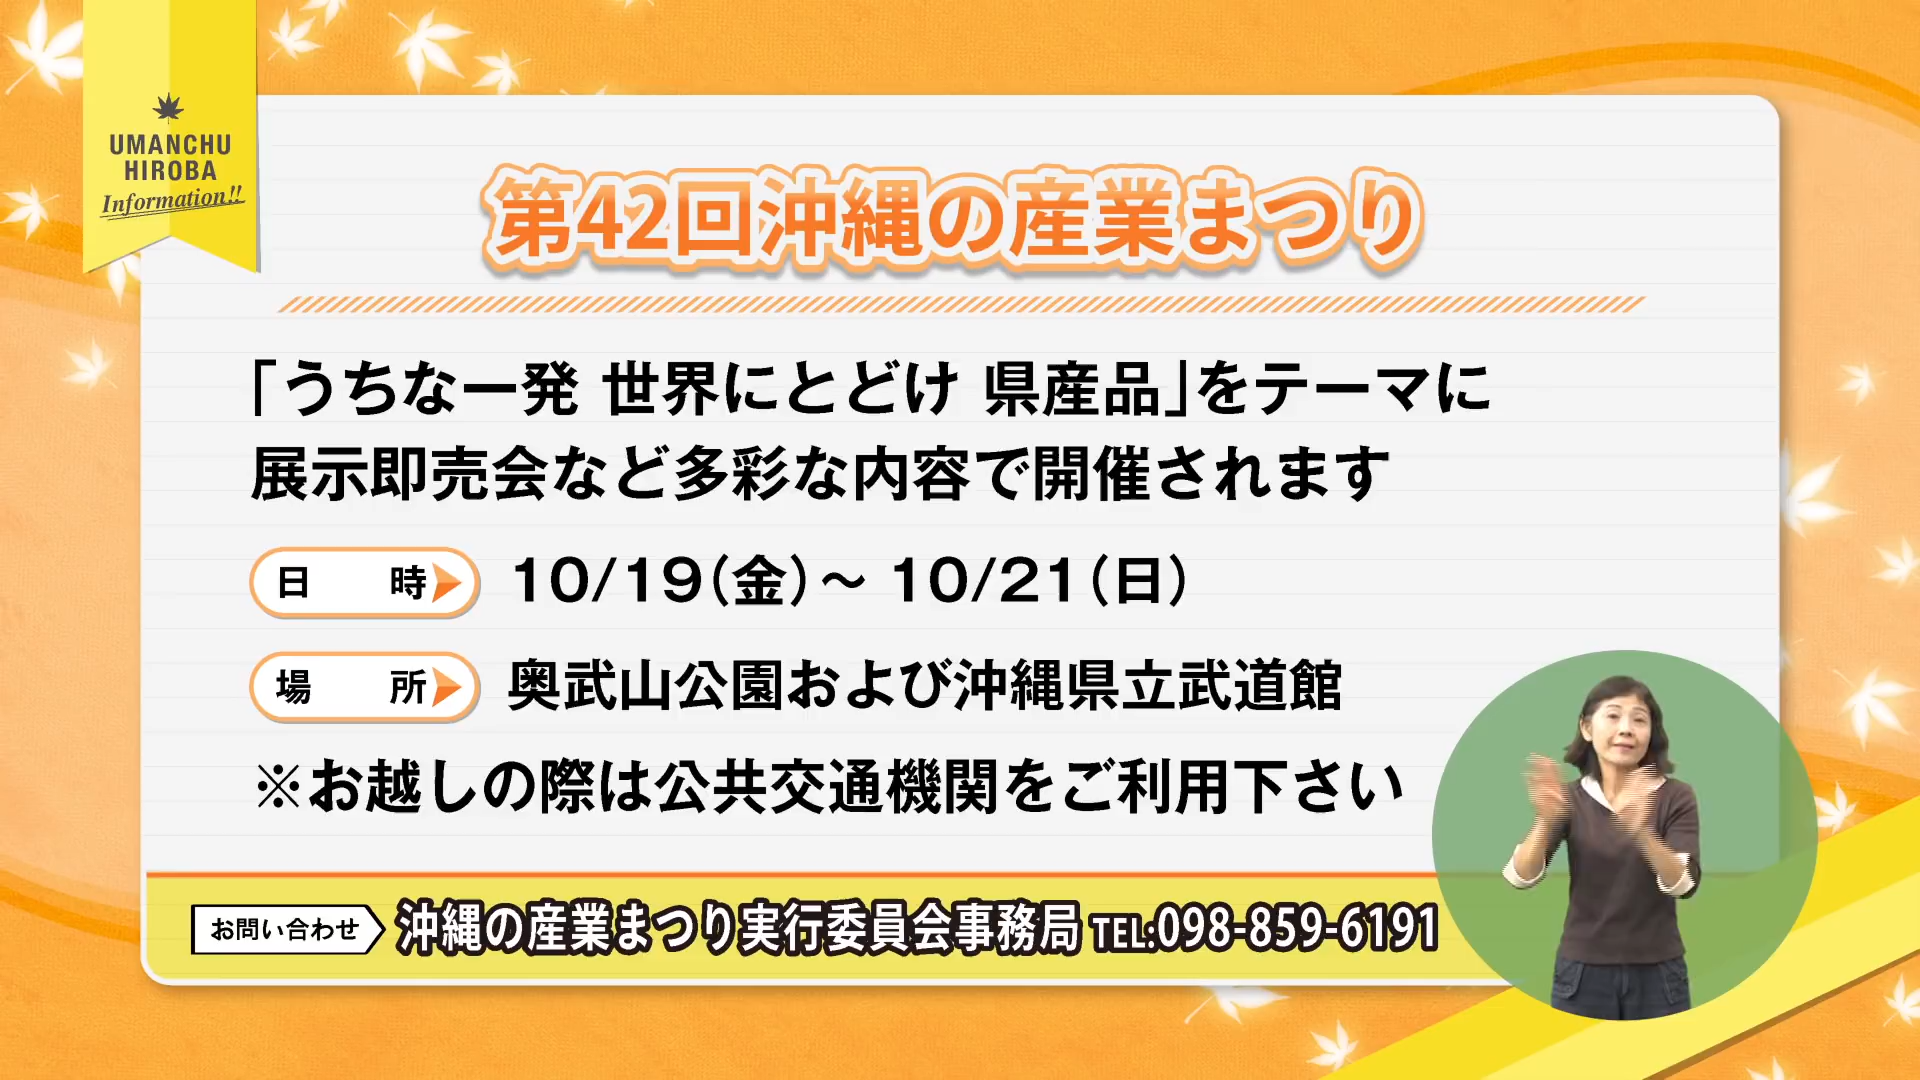 UMANCHU
HIROBA
Information!!
第42回沖縄の産業まつり
「うちな一発 世界にとどけ 県産品」をテーマに
展示即売会など多彩な内容で開催されます
日 時 10/19(金)～ 10/21(日)
場 所 奥武山公園および沖縄県立武道館
※お越しの際は公共交通機関をご利用下さい
お問い合わせ 沖縄の産業まつり実行委員会事務局 TEL:098-859-6191